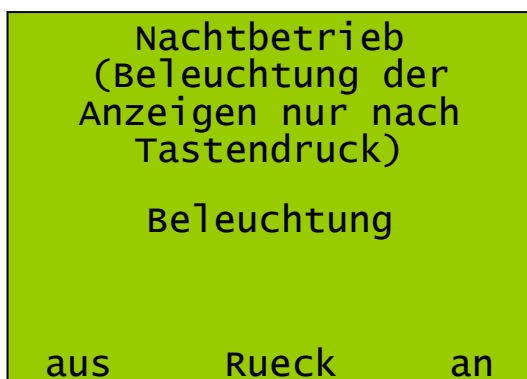 Nachtbetrieb
(Beleuchtung der
Anzeigen nur nach
Tastendruck)
Beleuchtung
aus Rueck an